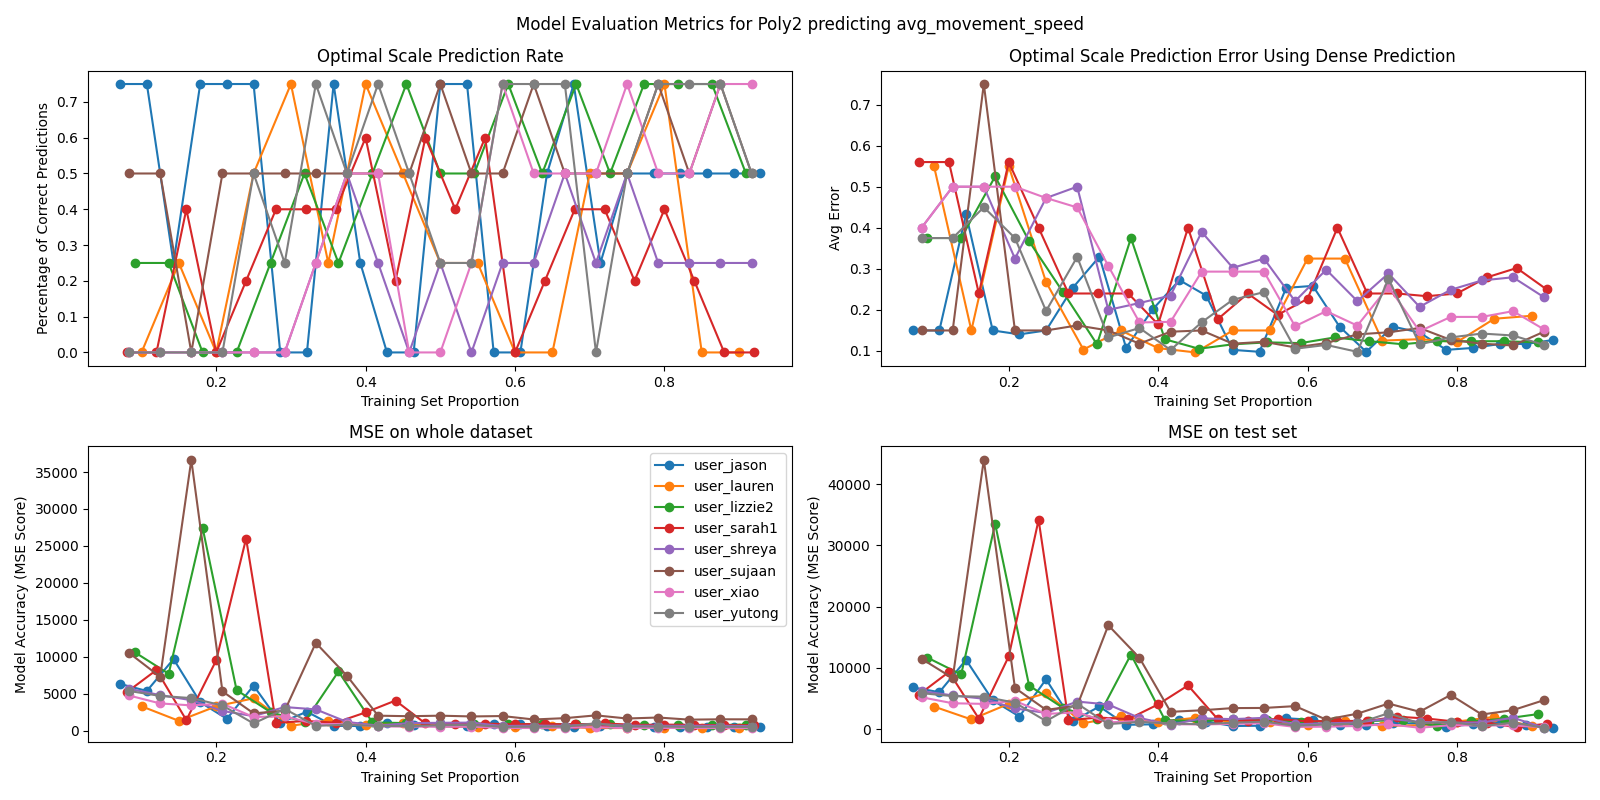 Model Evaluation Metrics for Poly2 predicting avg_movement_speed
Optimal Scale Prediction Rate
Percentage of Correct Predictions
0.7
0.6
0.5
0.4
0.3
0.2
0.1
0.0
0.2 0.4 0.6 0.8
Training Set Proportion
Optimal Scale Prediction Error Using Dense Prediction
Avg Error
0.7
0.6
0.5
0.4
0.3
0.2
0.1
0.2 0.4 0.6 0.8
Training Set Proportion
MSE on whole dataset
Model Accuracy (MSE Score)
35000
30000
25000
20000
15000
10000
5000
0
0.2 0.4 0.6 0.8
Training Set Proportion
user_jason
user_lauren
user_lizzie2
user_sarah1
user_shreya
user_sujaan
user_xiao
user_yutong
MSE on test set
Model Accuracy (MSE Score)
40000
30000
20000
10000
0
0.2 0.4 0.6 0.8
Training Set Proportion